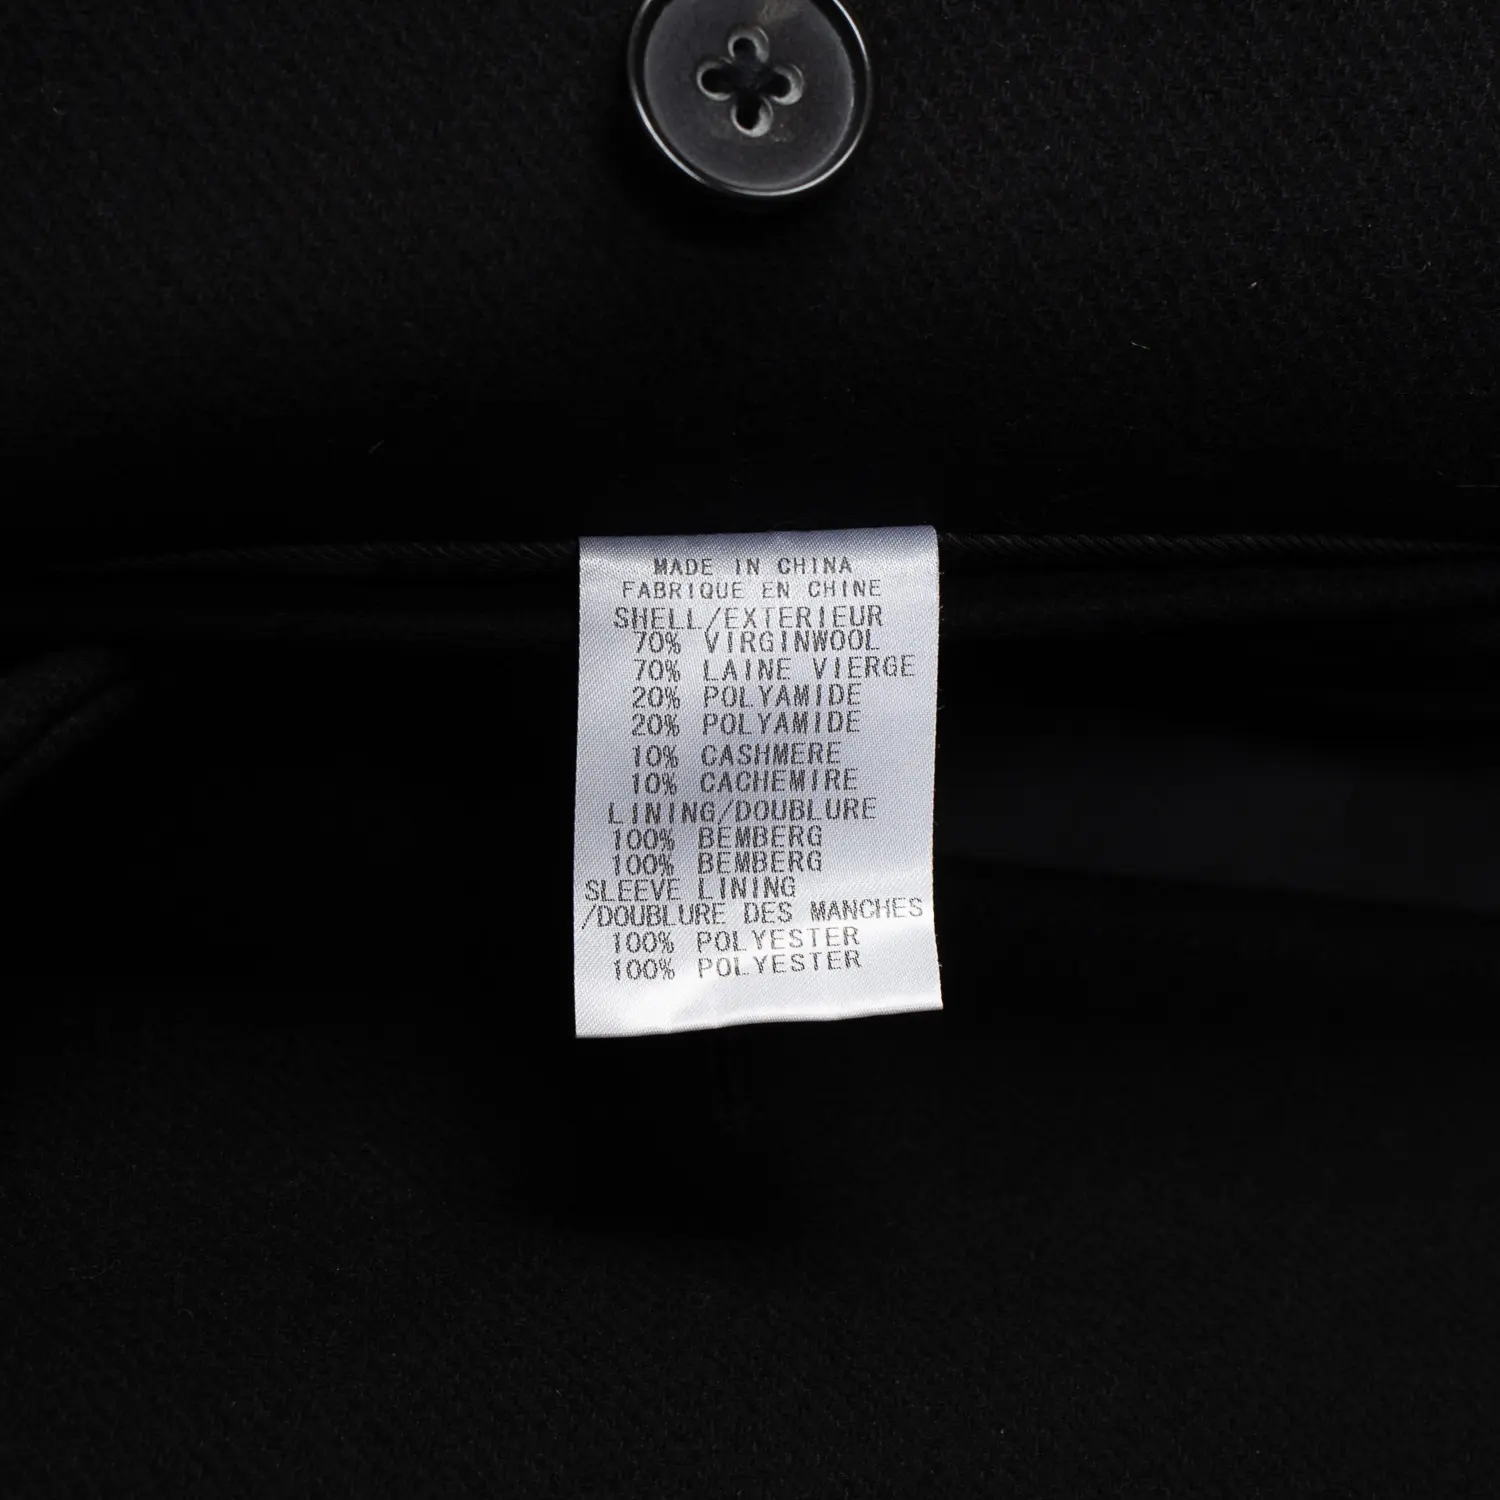 MADE IN CHINA
FABRIQUE EN CHINE
SHELL/EXTERIEUR
70% VIRGINWOOL
70% LAINE VIERGE
20% POLYAMIDE
20% POLYAMIDE
10% CASHMERE
10% CACHEMIRE
LINING/DOUBLURE
100% BEMBERG
100% BEMBERG
SLEEVE LINING
/DOUBLURE DES MANCHES
100% POLYESTER
100% POLYESTER